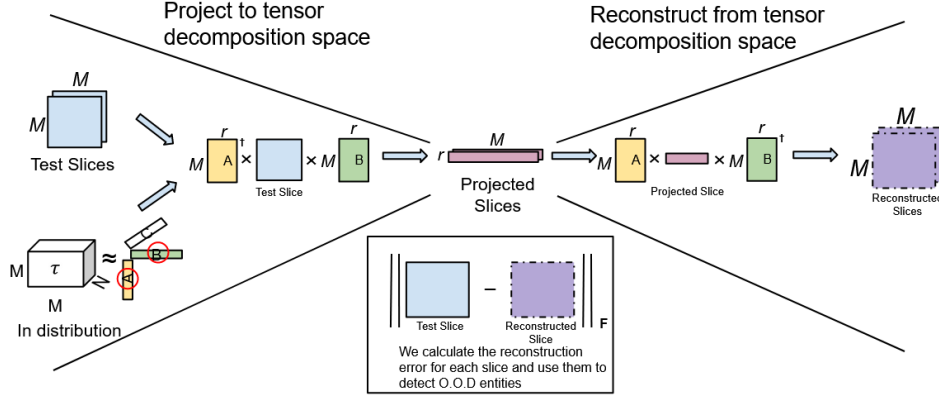 Project to tensor
decomposition space
Reconstruct from tensor
decomposition space
M
M
Test Slices
M
r
A
†
×
Test Slice
×
M
r
B
r
M
Projected
Slices
M
r
A
×
Projected Slice
×
M
r
B
†
M
M
Reconstructed
Slices
M
τ
M
N
In distribution
≈
C
B
A
Test Slice
−
Reconstructed
Slice
F
We calculate the reconstruction
error for each slice and use them to
detect O.O.D entities